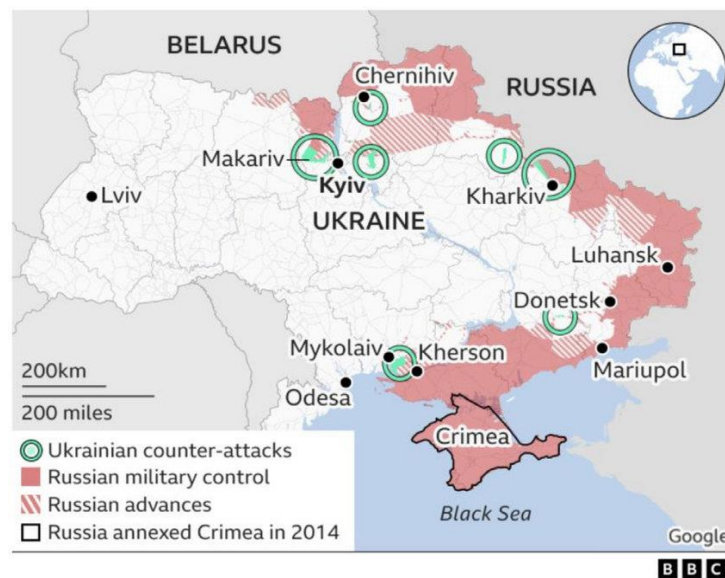 BELARUS
Chernihiv
RUSSIA
Makariv
Kyiv
Lviv
Kharkiv
UKRAINE
Luhansk
Donetsk
Mykolaiv
Kherson
Mariupol
Odesa
200km
200 miles
Crimea
Ukrainian counter-attacks
Russian military control
Russian advances
Russia annexed Crimea in 2014
Black Sea
Google
BBC